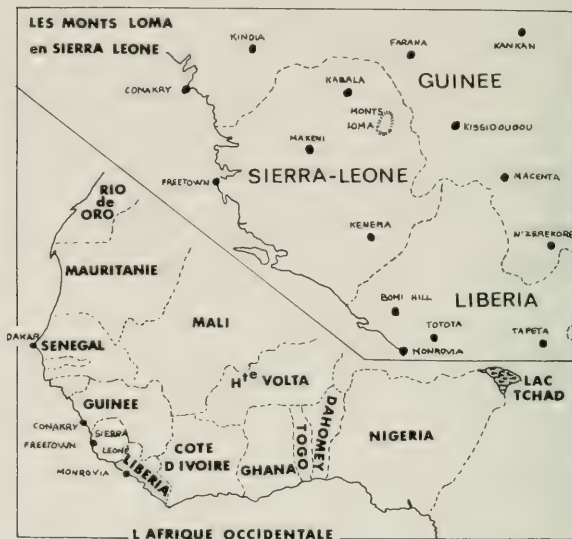 LES MONTS LOMA
en SIERRA LEONE
KINDIA
FARANA
KANKAN
CONAKRY
KABALA
GUINEE
MONTS
LOMA
KISSIDOUGOU
MAKENI
SIERRA-LEONE
MACENTA
FREETOWN
KENEMA
N'ZEREKORE
LIBERIA
BOMI HILL
TOTOTA
TAPETA
MONROVIA
RIO
de
ORO
MAURITANIE
MALI
DAKAR
SENEGAL
Hte VOLTA
LAC
TCHAD
GUINEE
DAHOMEY
CONAKRY
SIERRA
FREETOWN
LEONE
COTE
D'IVOIRE
TOGO
NIGERIA
LIBERIA
GHANA
MONROVIA
L AFRIQUE OCCIDENTALE